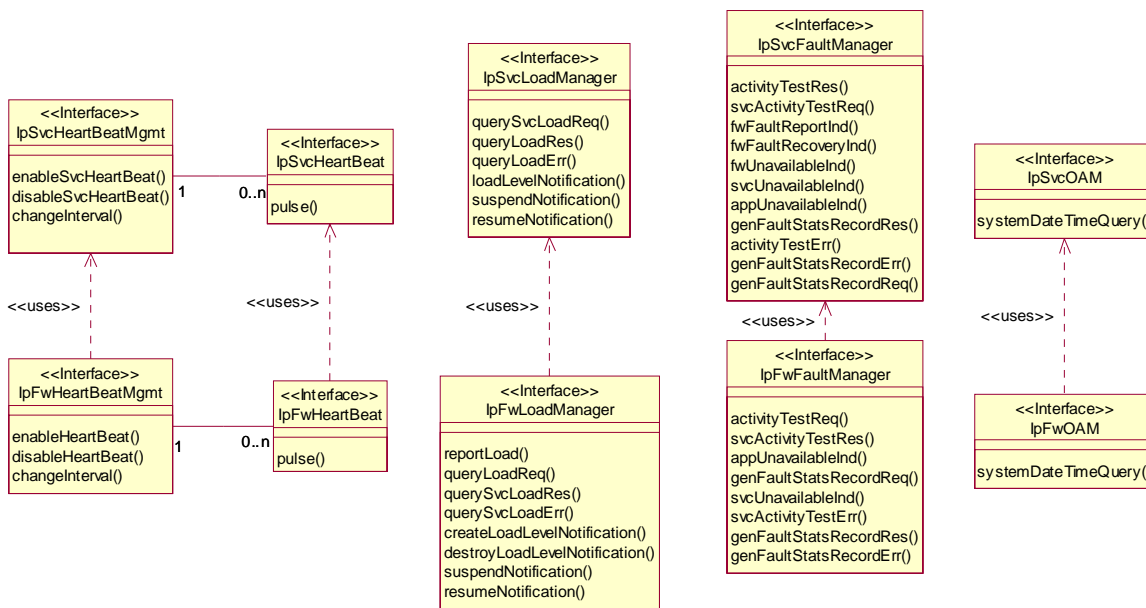 <<Interface>>
IpSvcHeartBeatMgmt
enableSvcHeartBeat()
disableSvcHeartBeat()
changeInterval()
1
0..n
<<Interface>>
IpSvcHeartBeat
pulse()
<<Interface>>
IpSvcLoadManager
querySvcLoadReq()
queryLoadRes()
queryLoadErr()
loadLevelNotification()
suspendNotification()
resumeNotification()
<<Interface>>
IpSvcFaultManager
activityTestRes()
svcActivityTestReq()
fwFaultReportInd()
fwFaultRecoveryInd()
fwUnavailableInd()
svcUnavailableInd()
appUnavailableInd()
genFaultStatsRecordRes()
activityTestErr()
genFaultStatsRecordErr()
genFaultStatsRecordReq()
<<Interface>>
IpSvcOAM
systemDateTimeQuery(
<<uses>>
<<uses>>
<<uses>>
<<uses>>
<<Interface>>
IpFwHeartBeatMgmt
enableHeartBeat()
disableHeartBeat()
changeInterval()
1
0..n
<<Interface>>
IpFwHeartBeat
pulse()
<<Interface>>
IpFwLoadManager
reportLoad()
queryLoadReq()
querySvcLoadRes()
querySvcLoadErr()
createLoadLevelNotification()
destroyLoadLevelNotification()
suspendNotification()
resumeNotification()
<<Interface>>
IpFwFaultManager
activityTestReq()
svcActivityTestRes()
appUnavailableInd()
genFaultStatsRecordReq()
svcUnavailableInd()
svcActivityTestErr()
genFaultStatsRecordRes()
genFaultStatsRecordErr()
<<Interface>>
IpFwOAM
systemDateTimeQuery(